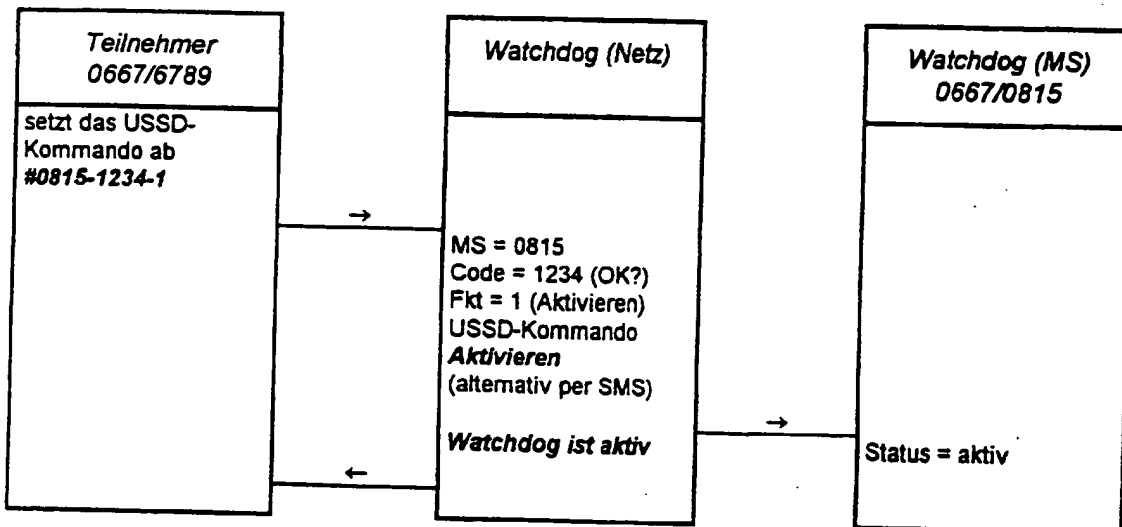 Teilnehmer
0667/6789
setzt das USSD-
Kommando ab
#0815-1234-1
→
←
Watchdog (Netz)
MS = 0815
Code = 1234 (OK?)
Fkt = 1 (Aktivieren)
USSD-Kommando
Aktivieren
(alternativ per SMS)
Watchdog ist aktiv
→
Watchdog (MS)
0667/0815
Status = aktiv